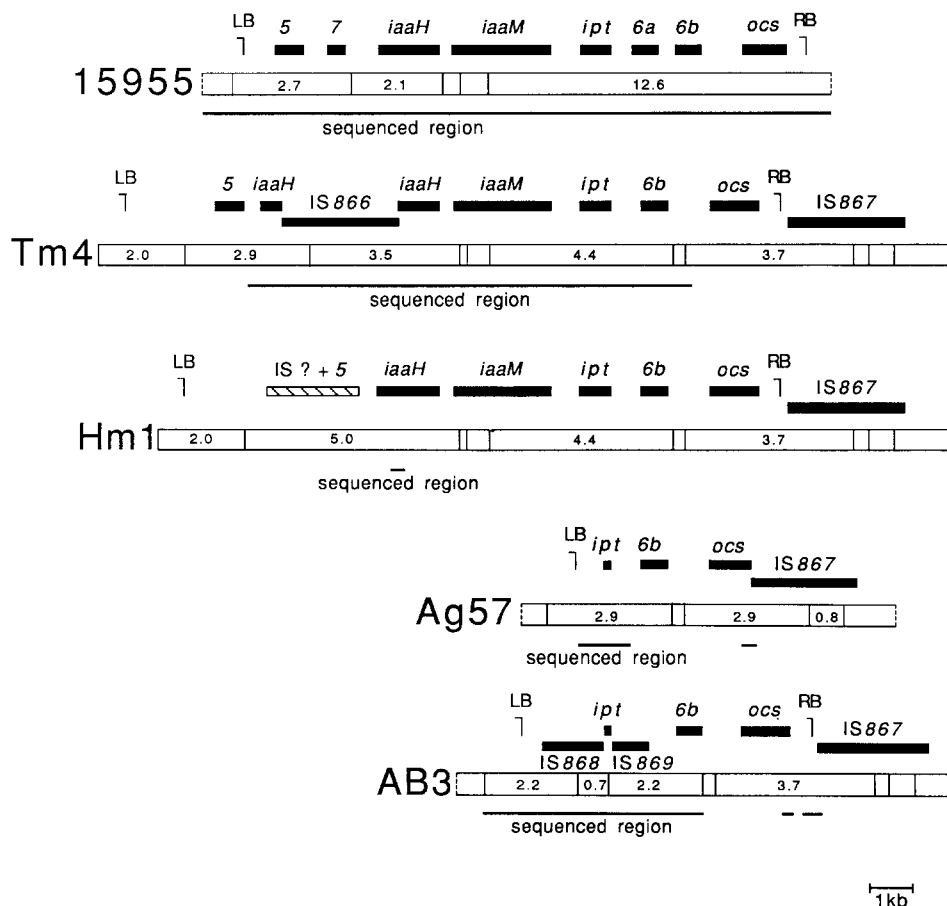 LB 5 7 iaaH iaaM ipt 6a 6b ocs RB
15955 2.7 2.1 12.6
sequenced region
LB 5 iaaH IS866 iaaH iaaM ipt 6b ocs RB IS867
Tm4 2.0 2.9 3.5 4.4 3.7
sequenced region
LB IS ? + 5 iaaH iaaM ipt 6b ocs RB IS867
Hm1 2.0 5.0 4.4 3.7
sequenced region
LB ipt 6b ocs IS867
Ag57 2.9 2.9 0.8
sequenced region
LB ipt 6b ocs RB IS867
IS868 IS869
AB3 2.2 0.7 2.2 3.7
sequenced region
1kb